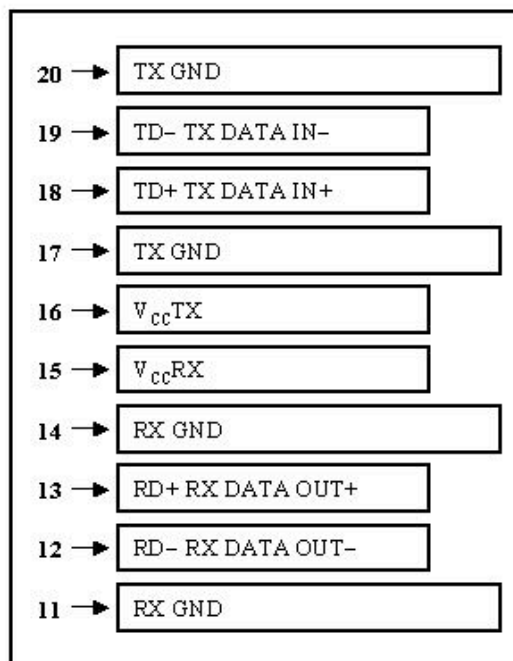 20 TX GND
19 TD– TX DATA IN–
18 TD+ TX DATA IN+
17 TX GND
16 VCCTX
15 VCCRX
14 RX GND
13 RD+ RX DATA OUT+
12 RD– RX DATA OUT–
11 RX GND